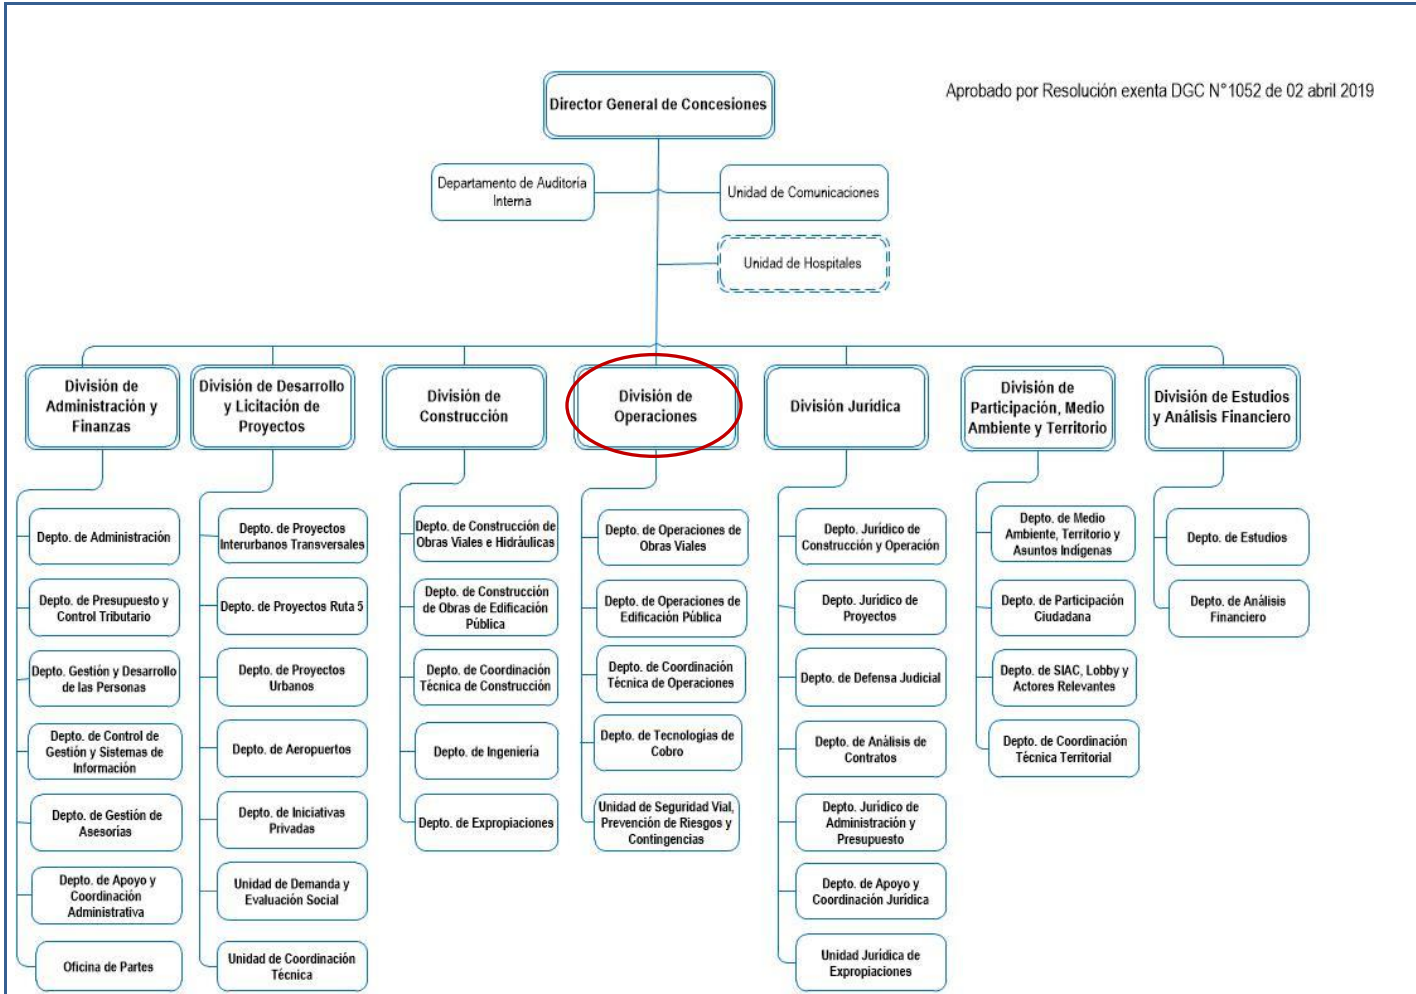 Aprobado por Resolución exenta DGC N°1052 de 02 abril 2019
Director General de Concesiones
Departamento de Auditoría
Interna
Unidad de Comunicaciones
Unidad de Hospitales
División de
Administración y
Finanzas
División de Desarrollo
y Licitación de
Proyectos
División de
Construcción
División de
Operaciones
División Jurídica
División de
Participación, Medio
Ambiente y Territorio
División de Estudios
y Análisis Financiero
Depto. de Administración
Depto. de Presupuesto y
Control Tributario
Depto. Gestión y Desarrollo
de las Personas
Depto. de Control de
Gestión y Sistemas de
Información
Depto. de Gestión de
Asesorías
Depto. de Apoyo y
Coordinación
Administrativa
Oficina de Partes
Depto. de Proyectos
Interurbanos Transversales
Depto. de Proyectos Ruta 5
Depto. de Proyectos
Urbanos
Depto. de Aeropuertos
Depto. de Iniciativas
Privadas
Unidad de Demanda y
Evaluación Social
Unidad de Coordinación
Técnica
Depto. de Construcción de
Obras Viales e Hidráulicas
Depto. de Construcción
de Obras de Edificación
Pública
Depto. de Coordinación
Técnica de Construcción
Depto. de Ingeniería
Depto. de Expropiaciones
Depto. de Operaciones de
Obras Viales
Depto. de Operaciones de
Edificación Pública
Depto. de Coordinación
Técnica de Operaciones
Depto. de Tecnologías de
Cobro
Unidad de Seguridad Vial,
Prevención de Riesgos y
Contingencias
Depto. Jurídico de
Construcción y Operación
Depto. Jurídico de
Proyectos
Depto. de Defensa Judicial
Depto. de Análisis de
Contratos
Depto. Jurídico de
Administración y
Presupuesto
Depto. de Apoyo y
Coordinación Jurídica
Unidad Jurídica de
Expropiaciones
Depto. de Medio
Ambiente, Territorio y
Asuntos Indígenas
Depto. de Participación
Ciudadana
Depto. de SIAC, Lobby y
Actores Relevantes
Depto. de Coordinación
Técnica Territorial
Depto. de Estudios
Depto. de Análisis
Financiero